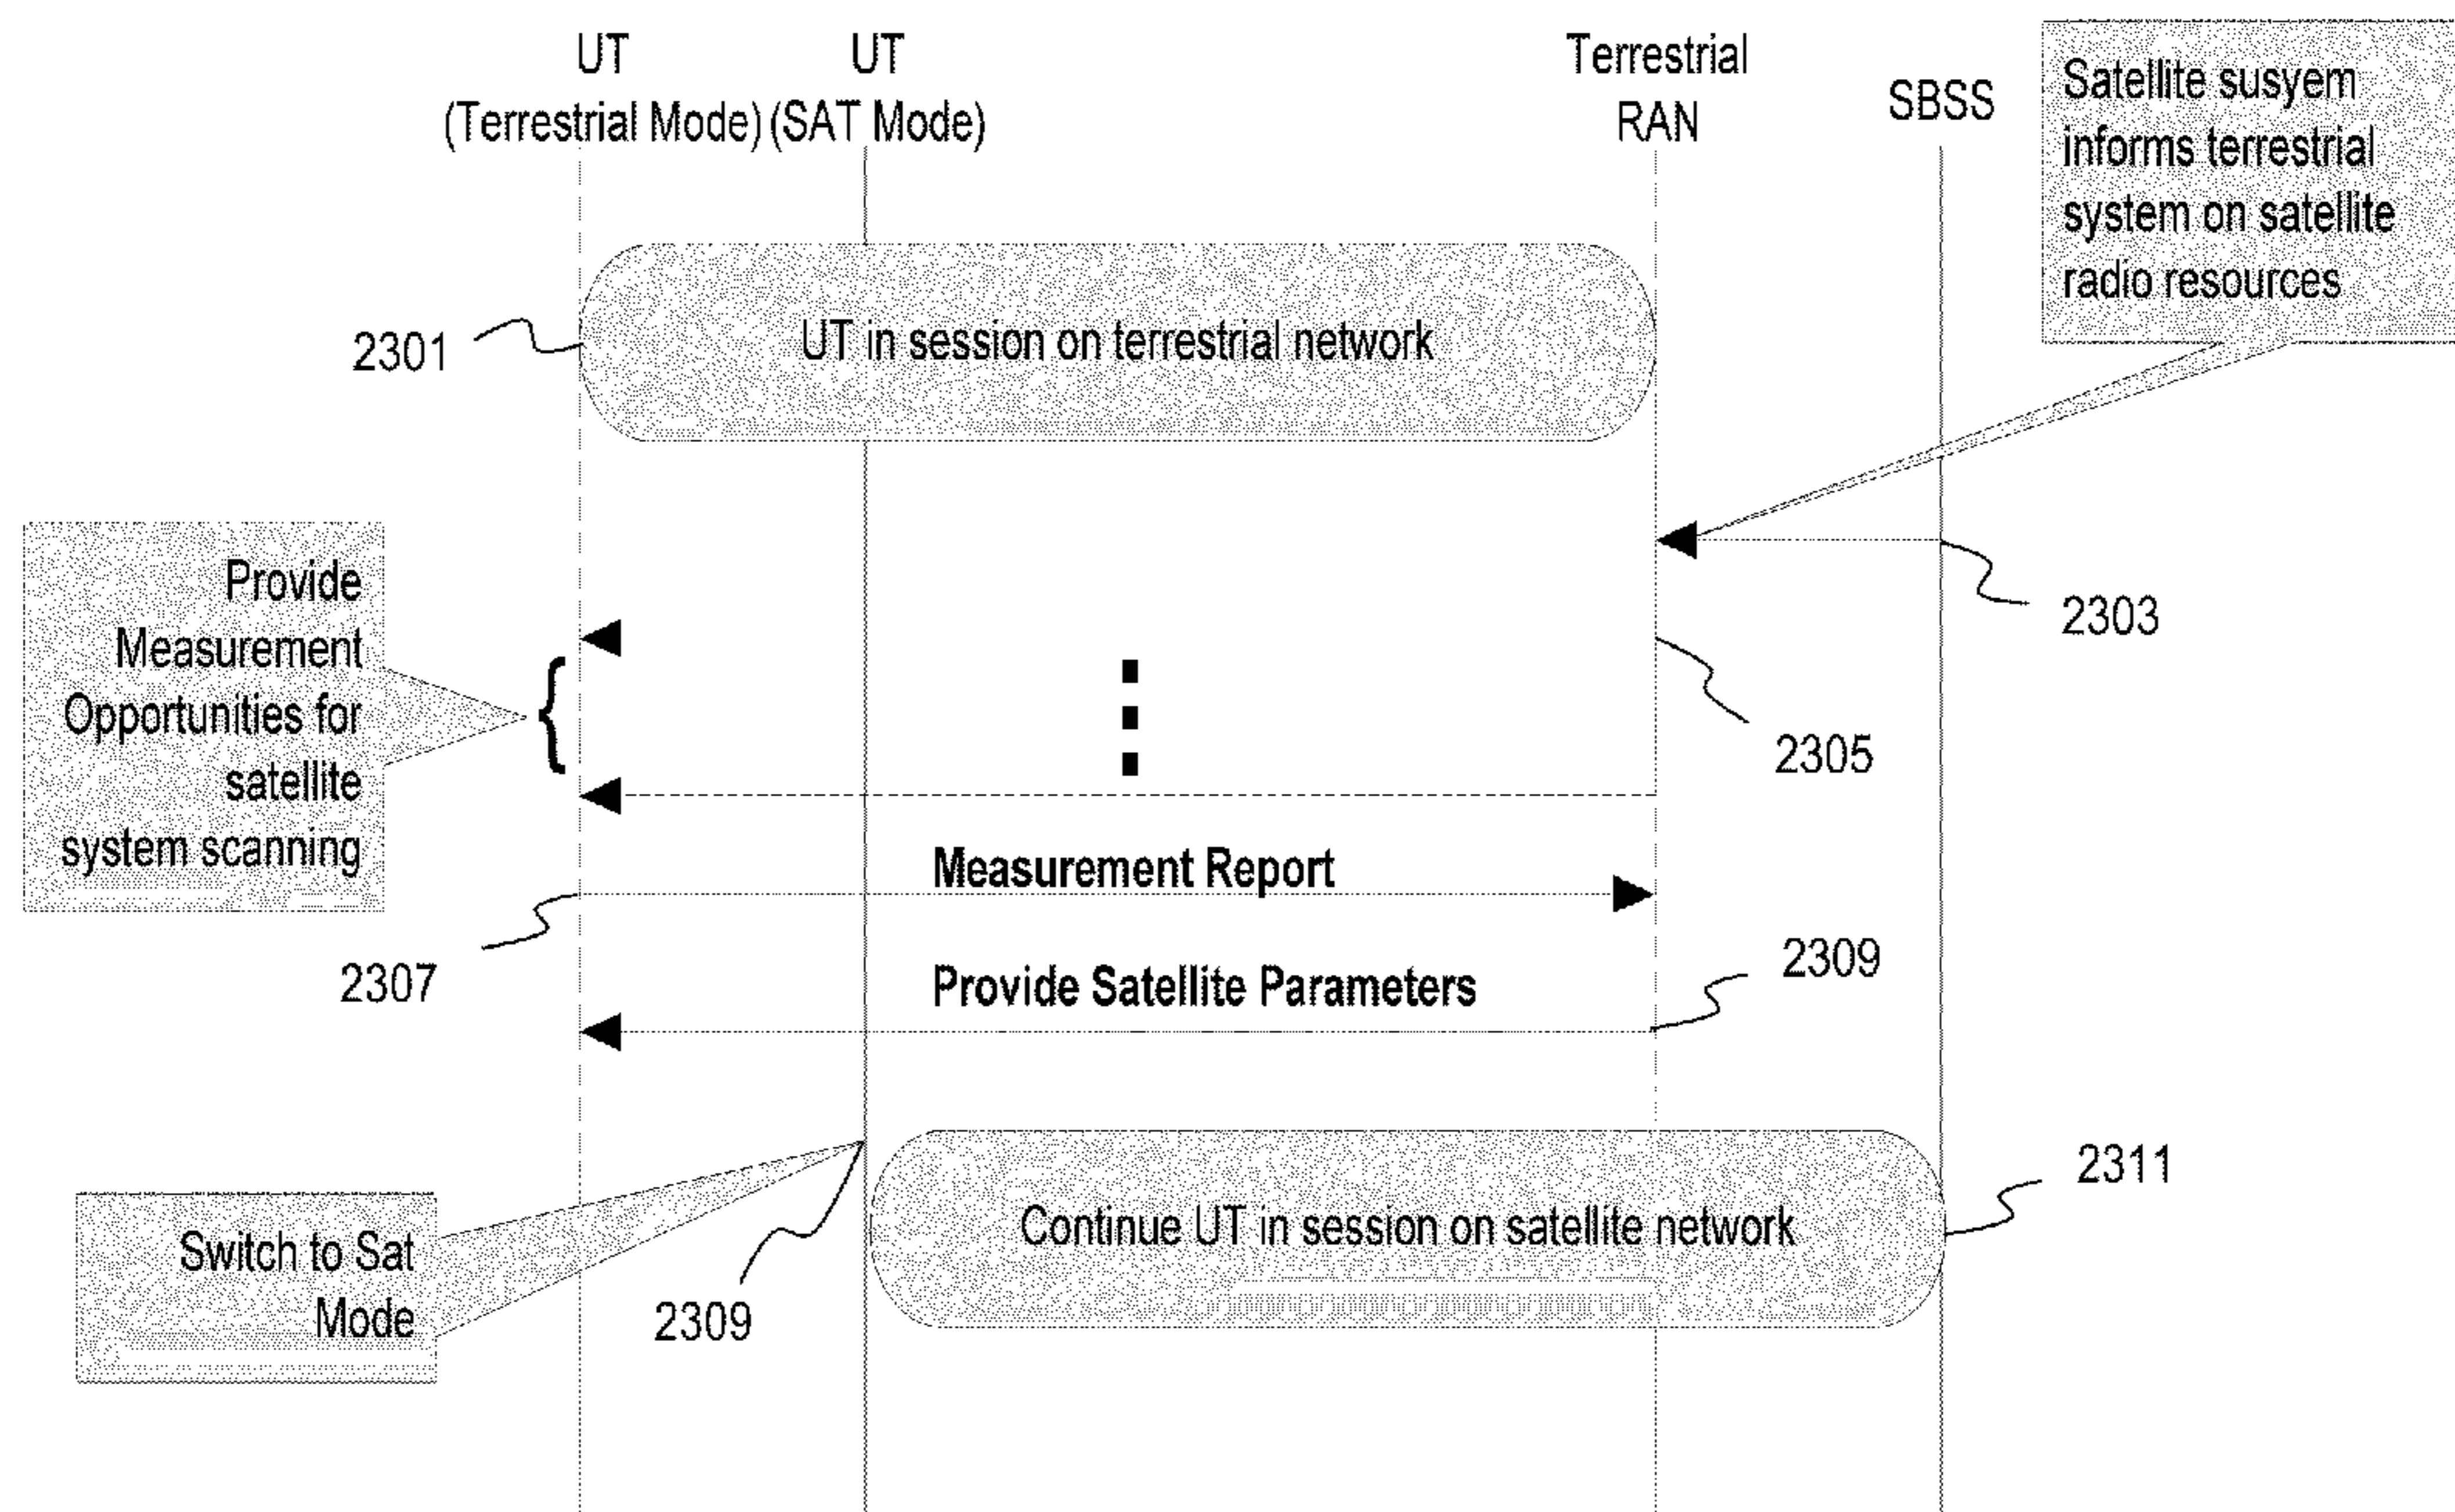 UT
(Terrestrial Mode)
UT
(SAT Mode)
Terrestrial
RAN
SBSS
Satellite susyem
informs terrestrial
system on satellite
radio resources
2301
UT in session on terrestrial network
2303
Provide
Measurement
Opportunities for
satellite
system scanning
{
2305
Measurement Report
2307
Provide Satellite Parameters
2309
Switch to Sat
Mode
2309
Continue UT in session on satellite network
2311